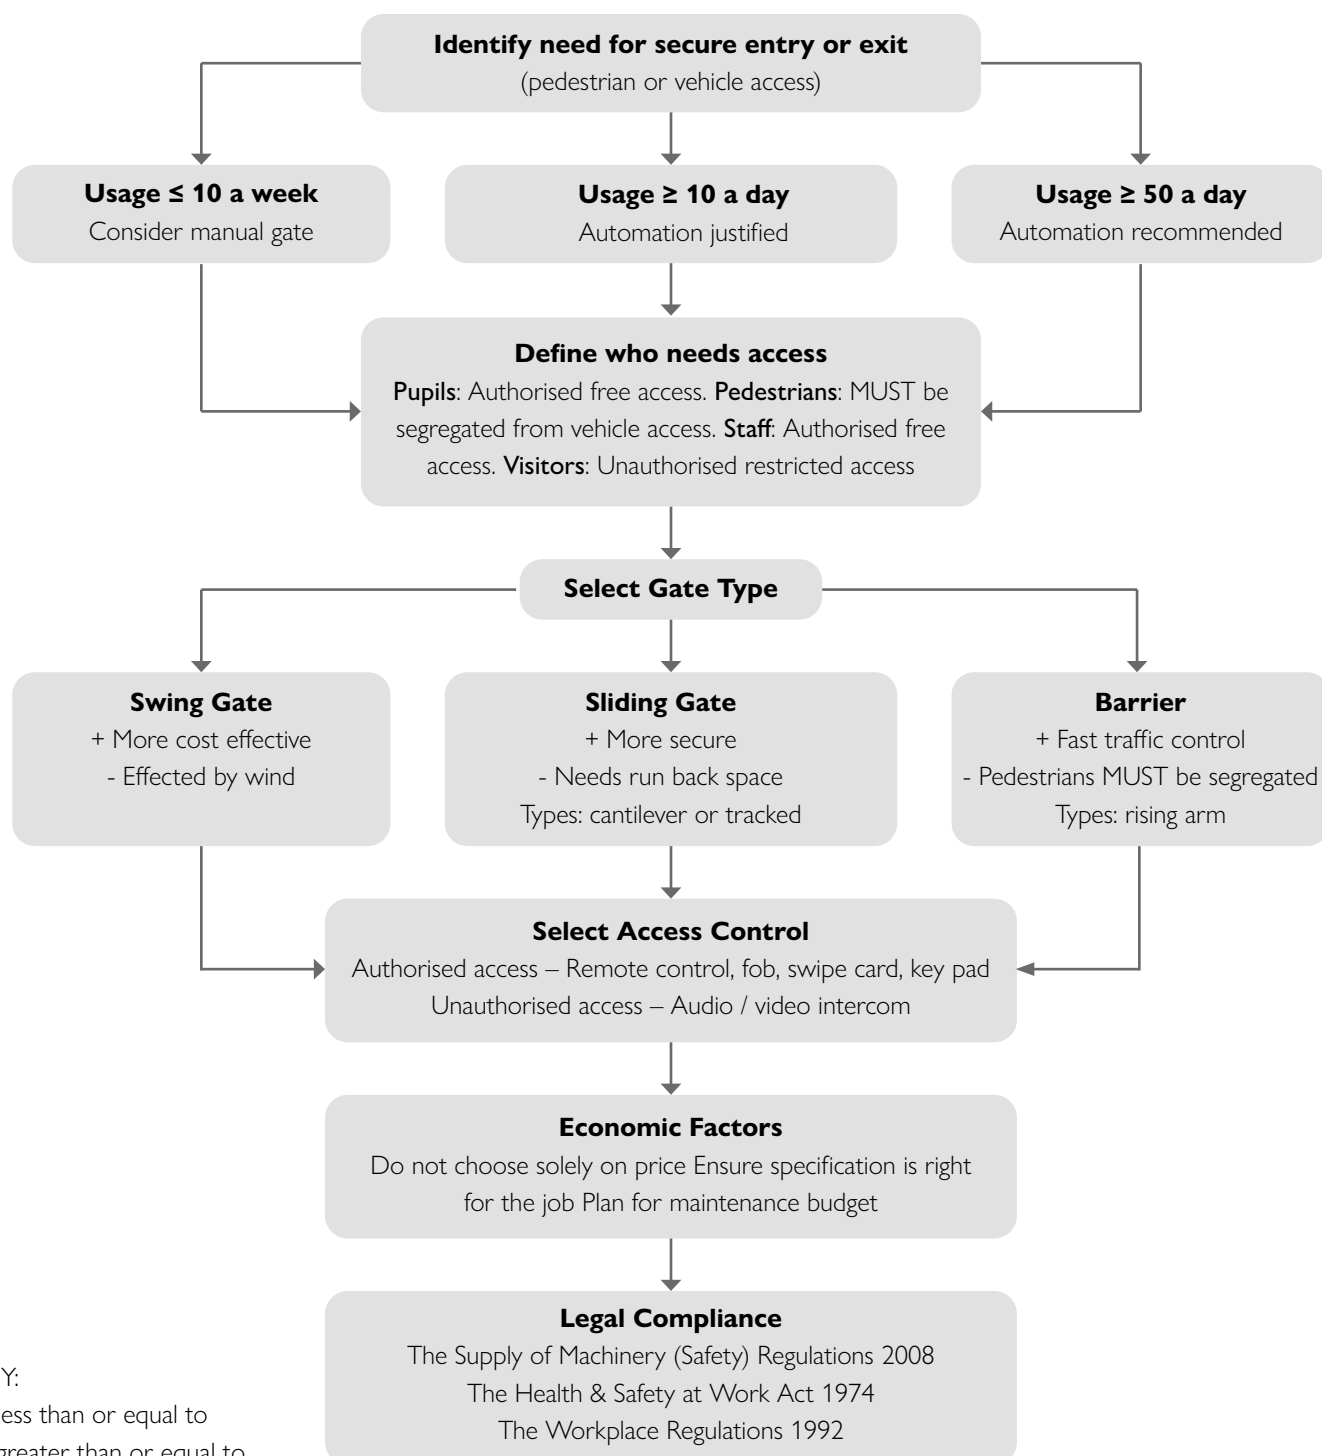 Identify need for secure entry or exit
(pedestrian or vehicle access)
Usage ≤ 10 a week
Consider manual gate
Usage ≥ 10 a day
Automation justified
Usage ≥ 50 a day
Automation recommended
Define who needs access
Pupils: Authorised free access. Pedestrians: MUST be
segregated from vehicle access. Staff: Authorised free
access. Visitors: Unauthorised restricted access
Select Gate Type
Swing Gate
+ More cost effective
- Effected by wind
Sliding Gate
+ More secure
- Needs run back space
Types: cantilever or tracked
Barrier
+ Fast traffic control
- Pedestrians MUST be segregated
Types: rising arm
Select Access Control
Authorised access – Remote control, fob, swipe card, key pad
Unauthorised access – Audio / video intercom
Economic Factors
Do not choose solely on price Ensure specification is right
for the job Plan for maintenance budget
Legal Compliance
The Supply of Machinery (Safety) Regulations 2008
The Health & Safety at Work Act 1974
The Workplace Regulations 1992
Y:
ess than or equal to
greater than or equal to